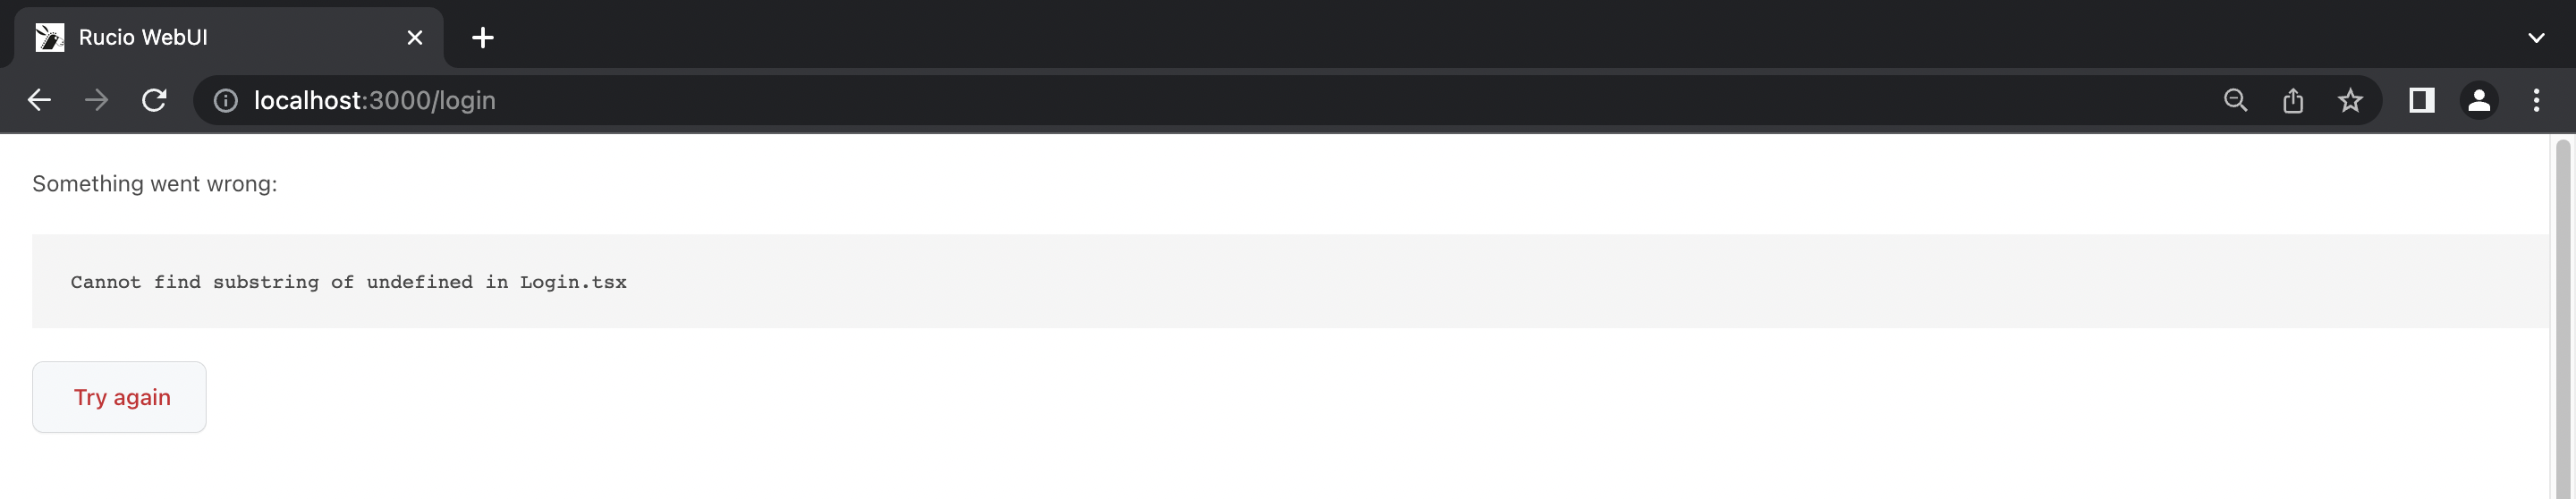 Rucio WebUI
localhost:3000/login
Something went wrong:
Cannot find substring of undefined in Login.tsx
Try again